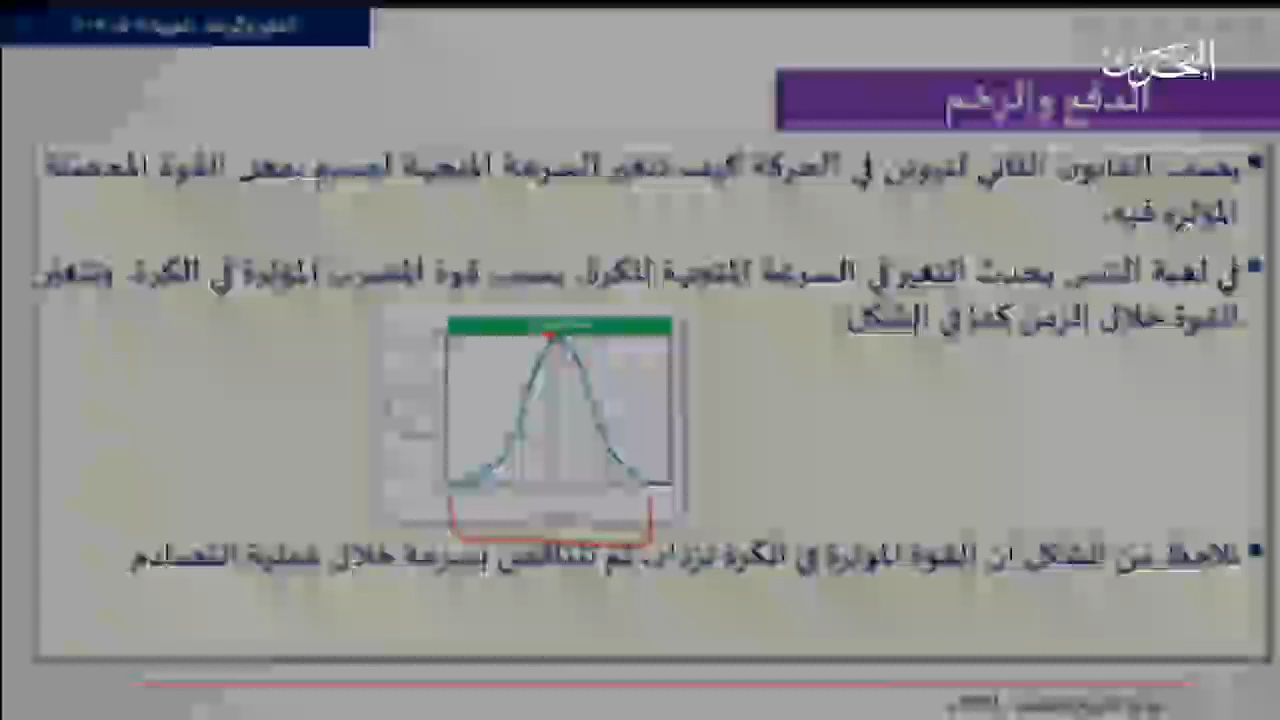 البحرين
الدفع والزخم
يصف القانون الثاني لنيوتن في الحركة كيف تتغير السرعة المتجهة لجسم بفعل القوة المحصلة
المؤثرة فيه.
في لعبة التنس يحدث التغير في السرعة المتجهة للكرة بسبب قوة المضرب المؤثرة في الكرة. وتتغير
القوة خلال الزمن كما في الشكل
نلاحظ من الشكل أن القوة المؤثرة في الكرة تزداد، ثم تتناقص بسرعة خلال عملية التصادم